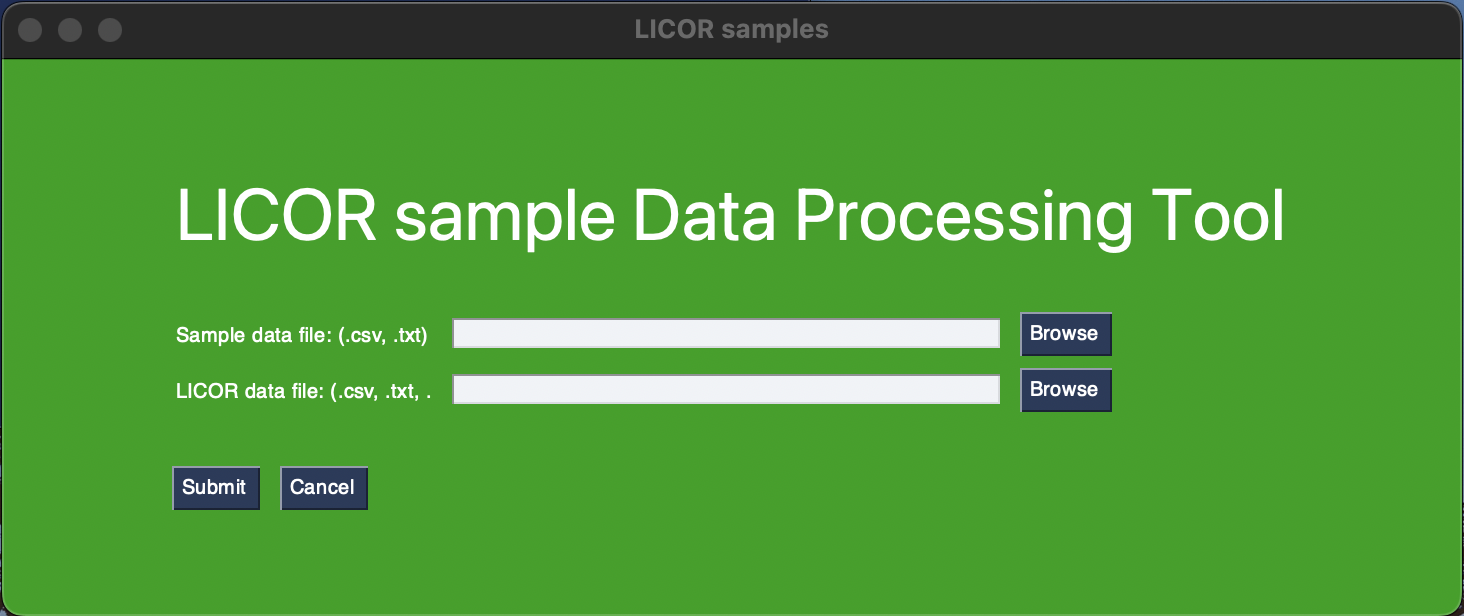 LICOR samples
LICOR sample Data Processing Tool
Sample data file: (.csv, .txt) Browse
LICOR data file: (.csv, .txt, . Browse
Submit Cancel